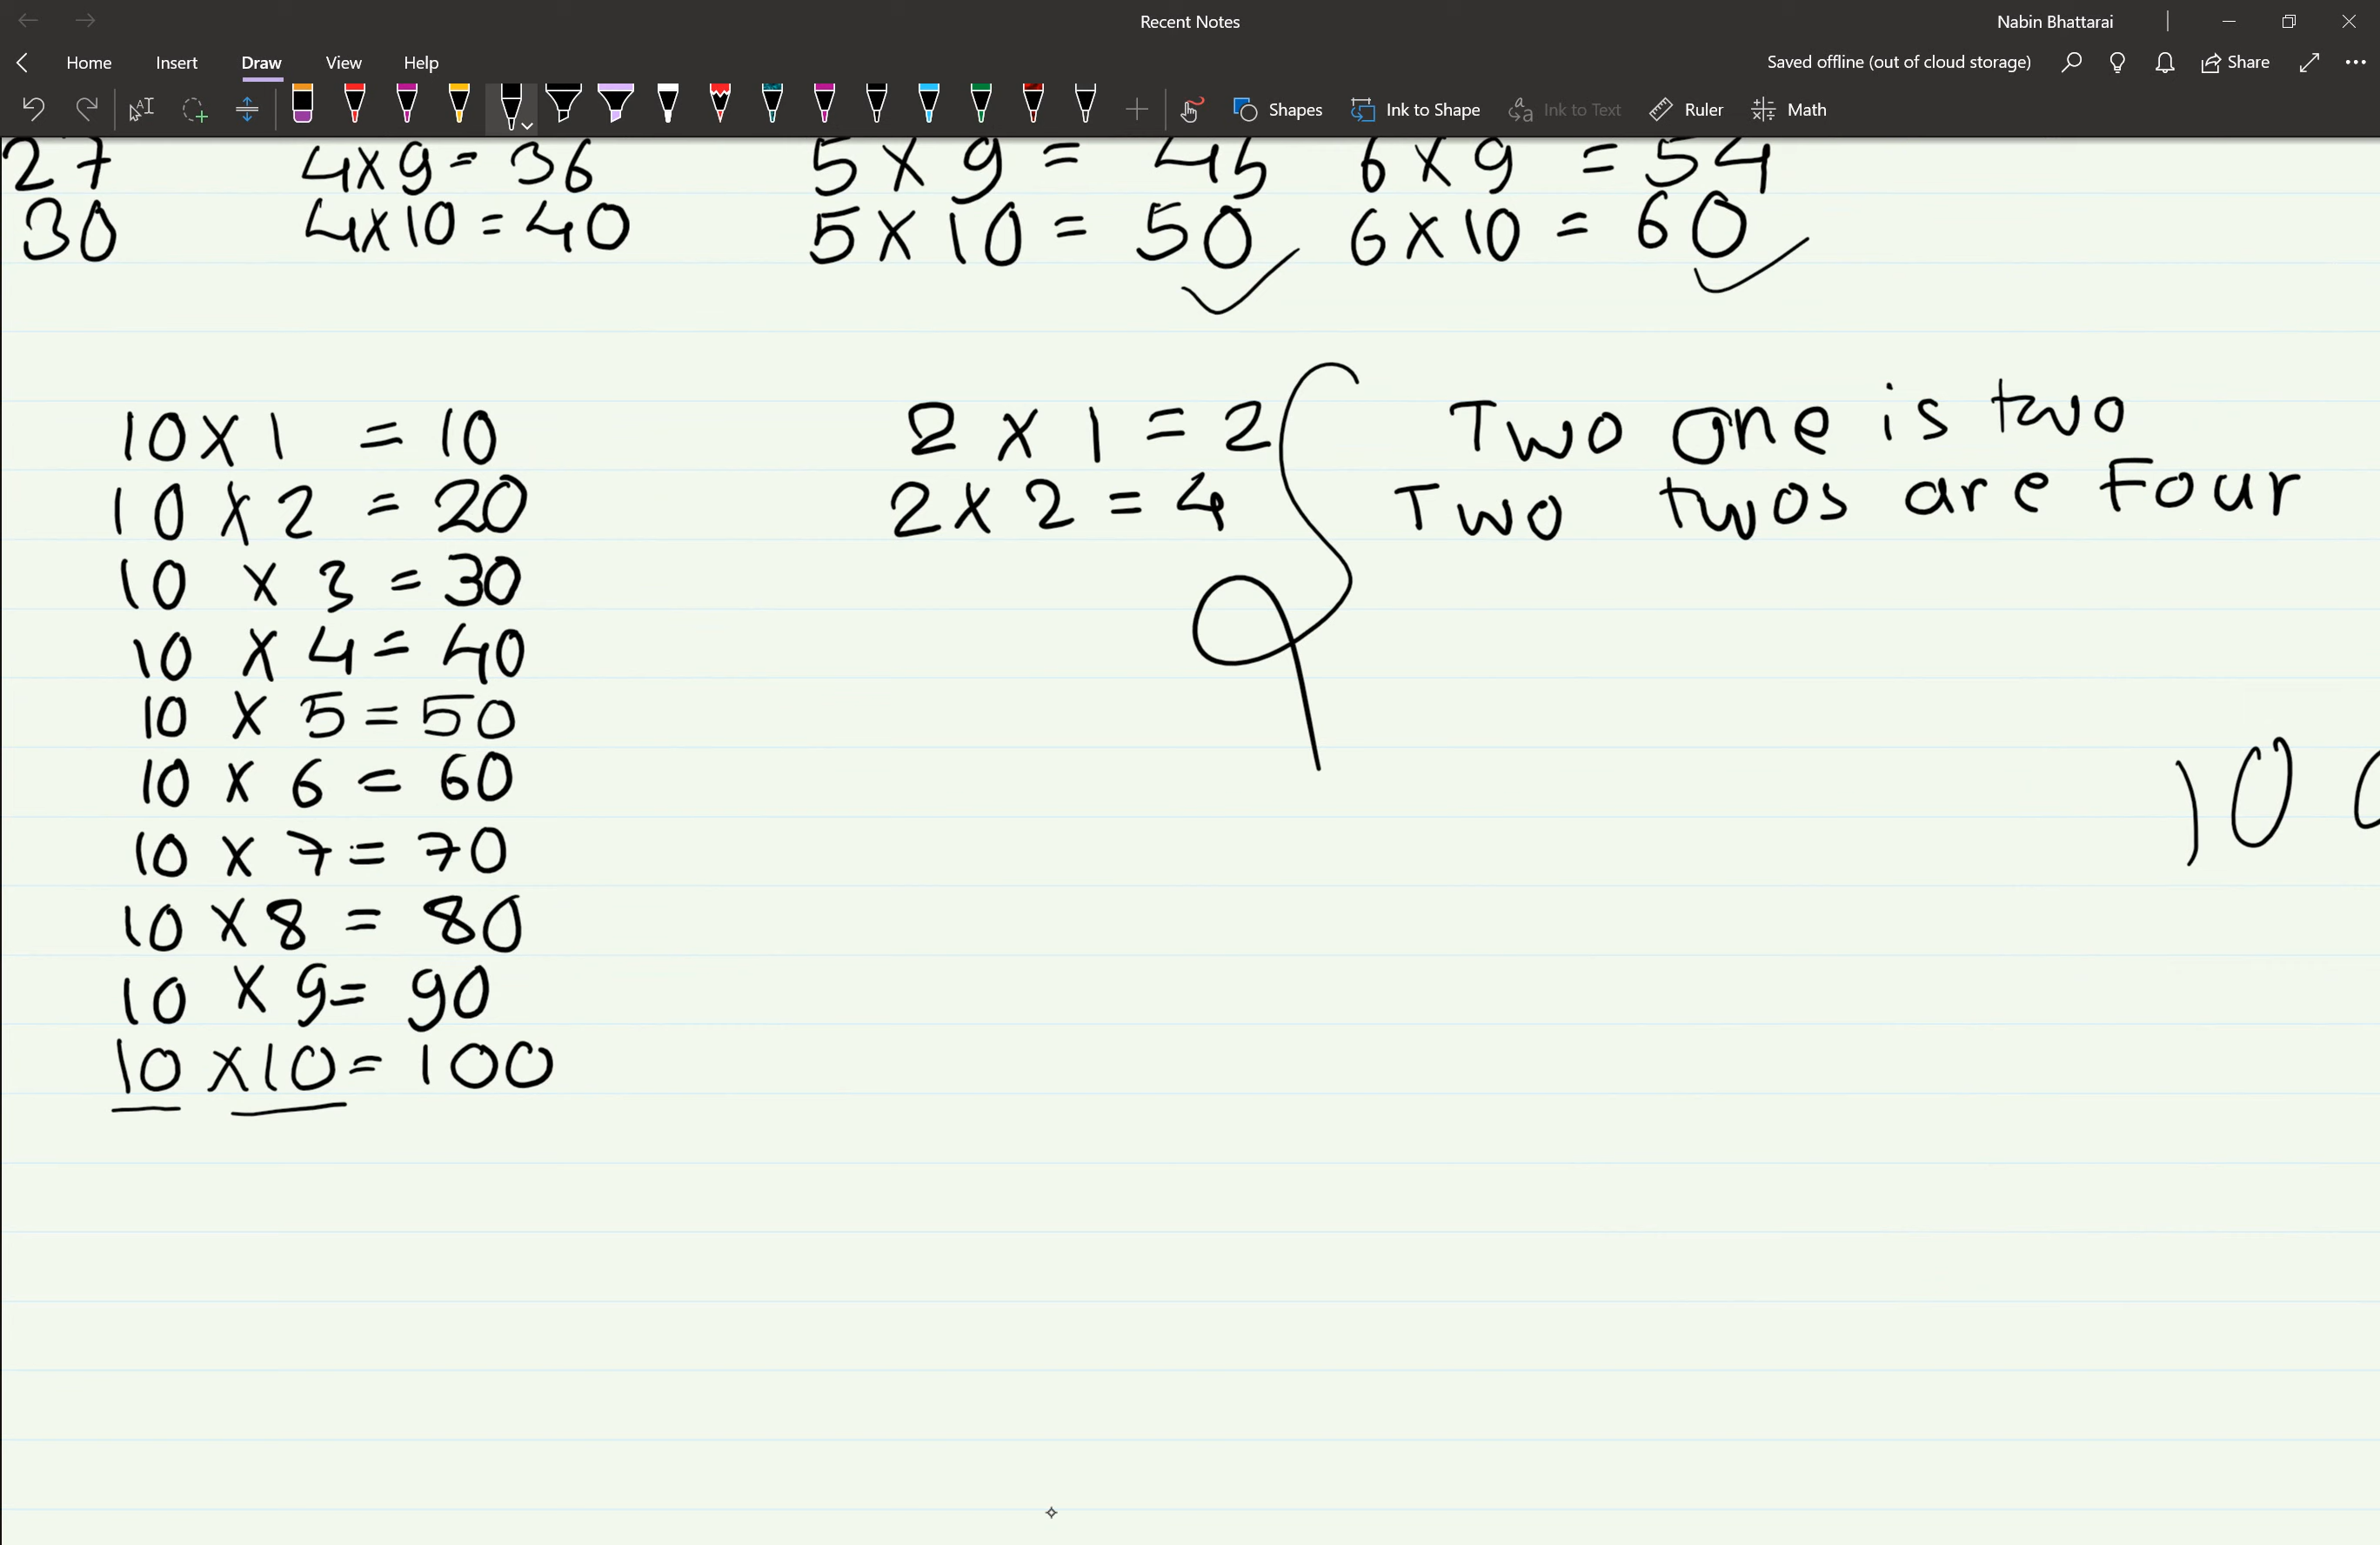 Recent Notes
Nabin Bhattarai
Home Insert Draw View Help
Saved offline (out of cloud storage)
Share
Shapes Ink to Shape Ink to Text Ruler Math
27 4x9= 36 5 x 9 = 45 6 x 9 = 54
30 4x10=40 5 x 10 = 50 6 x 10 = 60
10 x 1 = 10
10 x 2 = 20
10 x 3 = 30
10 x 4 = 40
10 x 5 = 50
10 x 6 = 60
10 x 7 = 70
10 x 8 = 80
10 x 9 = 90
10 x 10 = 100
2 x 1 = 2 Two one is two
2 x 2 = 4 Two twos are Four
10